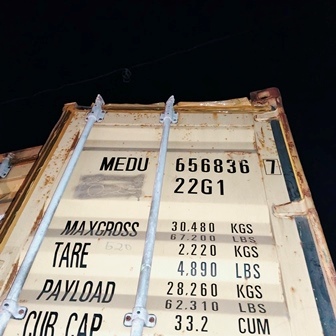 MEDU 656836 7
22G1
MAXGROSS 30.480 KGS
67.200 LBS
TARE 2.220 KGS
4,890 LBS
PAYLOAD 28.260 KGS
62.310 LBS
CUB.CAP. 33.2 CUM